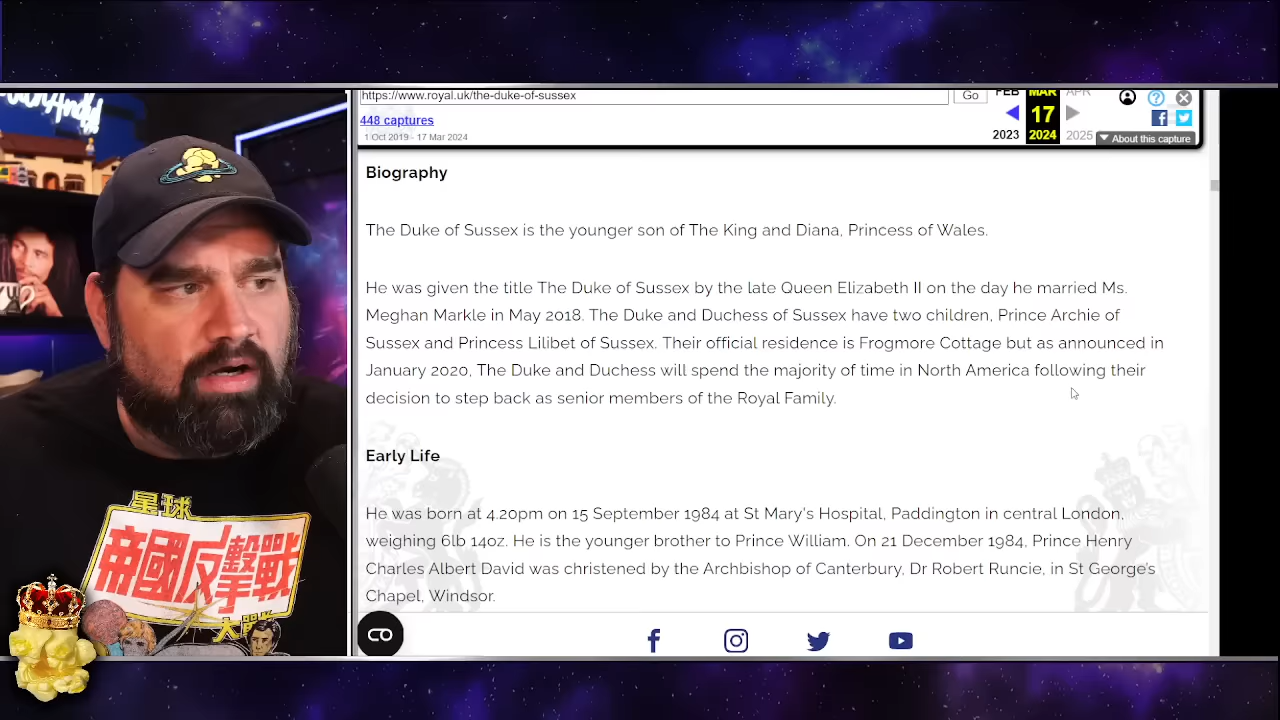 https://www.royal.uk/the-duke-of-sussex
Go
FEB
MAR
APR
448 captures
17
1 Oct 2019 - 17 Mar 2024
2023
2024
2025
About this capture
Biography
The Duke of Sussex is the younger son of The King and Diana, Princess of Wales.
He was given the title The Duke of Sussex by the late Queen Elizabeth II on the day he married Ms.
Meghan Markle in May 2018. The Duke and Duchess of Sussex have two children, Prince Archie of
Sussex and Princess Lilibet of Sussex. Their official residence is Frogmore Cottage but as announced in
January 2020, The Duke and Duchess will spend the majority of time in North America following their
decision to step back as senior members of the Royal Family.
Early Life
He was born at 4.20pm on 15 September 1984 at St Mary's Hospital, Paddington in central London,
weighing 6lb 14oz. He is the younger brother to Prince William. On 21 December 1984, Prince Henry
Charles Albert David was christened by the Archbishop of Canterbury, Dr Robert Runcie, in St George's
Chapel, Windsor.
星球
帝國反擊戰